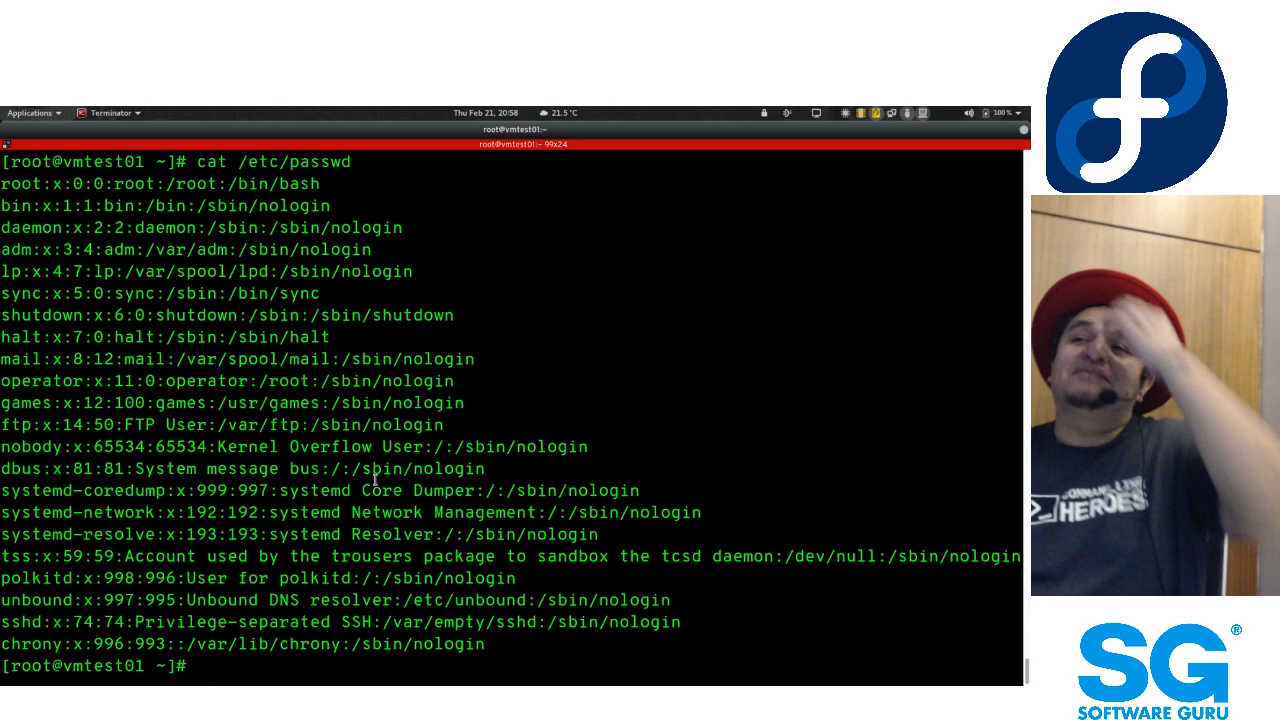 Applications
Terminator
Thu Feb 21, 20:58
21.5°C
100%
root@vmtest01:~
root@vmtest01:~ 99x24
[root@vmtest01 ~]# cat /etc/passwd
root:x:0:0:root:/root:/bin/bash
bin:x:1:1:bin:/bin:/sbin/nologin
daemon:x:2:2:daemon:/sbin:/sbin/nologin
adm:x:3:4:adm:/var/adm:/sbin/nologin
lp:x:4:7:lp:/var/spool/lpd:/sbin/nologin
sync:x:5:0:sync:/sbin:/bin/sync
shutdown:x:6:0:shutdown:/sbin:/sbin/shutdown
halt:x:7:0:halt:/sbin:/sbin/halt
mail:x:8:12:mail:/var/spool/mail:/sbin/nologin
operator:x:11:0:operator:/root:/sbin/nologin
games:x:12:100:games:/usr/games:/sbin/nologin
ftp:x:14:50:FTP User:/var/ftp:/sbin/nologin
nobody:x:65534:65534:Kernel Overflow User:/:/sbin/nologin
dbus:x:81:81:System message bus:/:/sbin/nologin
systemd-coredump:x:999:997:systemd Core Dumper:/:/sbin/nologin
systemd-network:x:192:192:systemd Network Management:/:/sbin/nologin
systemd-resolve:x:193:193:systemd Resolver:/:/sbin/nologin
tss:x:59:59:Account used by the trousers package to sandbox the tcsd daemon:/dev/null:/sbin/nologin
polkitd:x:998:996:User for polkitd:/:/sbin/nologin
unbound:x:997:995:Unbound DNS resolver:/etc/unbound:/sbin/nologin
sshd:x:74:74:Privilege-separated SSH:/var/empty/sshd:/sbin/nologin
chrony:x:996:993::/var/lib/chrony:/sbin/nologin
[root@vmtest01 ~]#
HEROES
SG®
SOFTWARE GURU